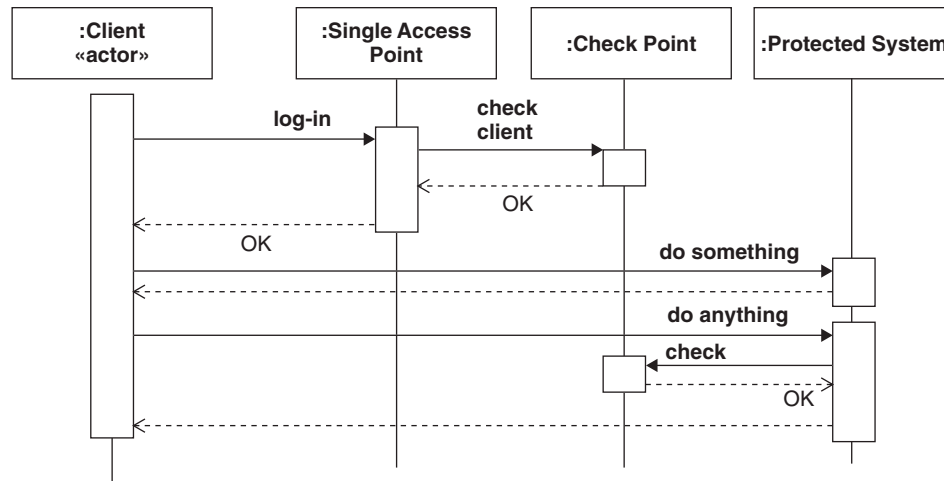 :Client
«actor»
:Single Access
Point
:Check Point
:Protected System
log-in
check
client
OK
OK
do something
do anything
check
OK